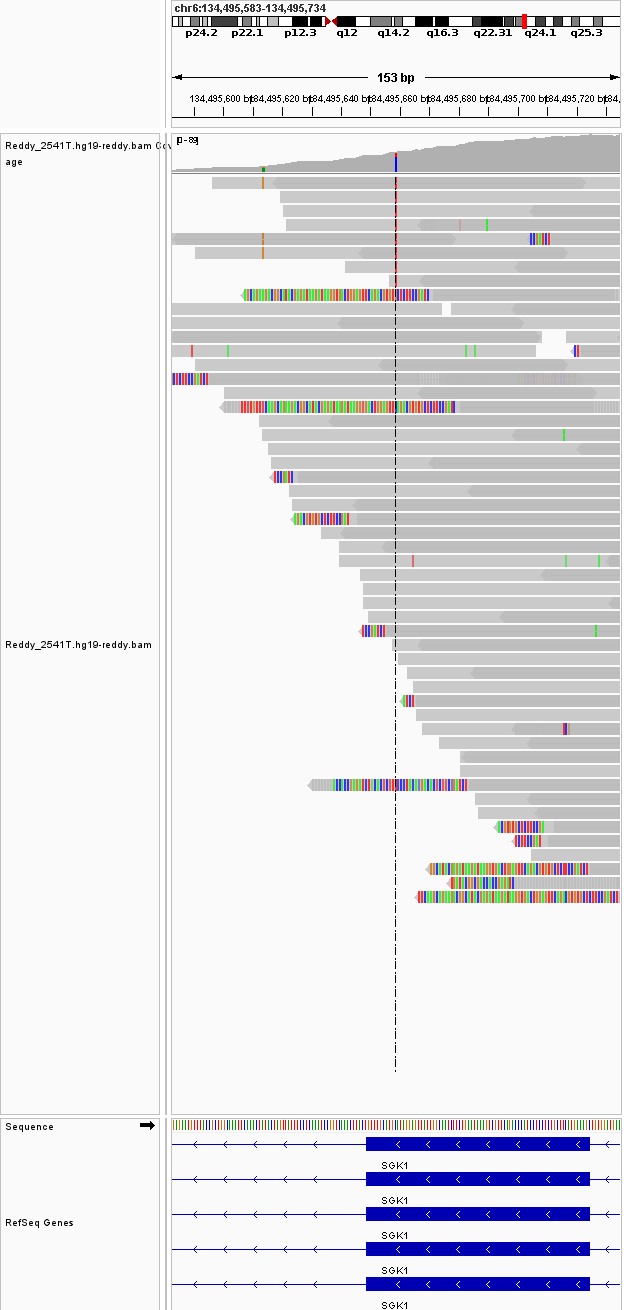 chr6:134,495,583-134,495,734
p24.2 p22.1 p12.3 q12 q14.2 q16.3 q22.31 q24.1 q25.3
153 bp
134,495,600 bp 134,495,620 bp 134,495,640 bp 134,495,660 bp 134,495,680 bp 134,495,700 bp 134,495,720 bp
Reddy_2541T.hg19-reddy.bam Cov
age
[0-89]
Reddy_2541T.hg19-reddy.bam
Sequence
RefSeq Genes
SGK1
SGK1
SGK1
SGK1
SGK1